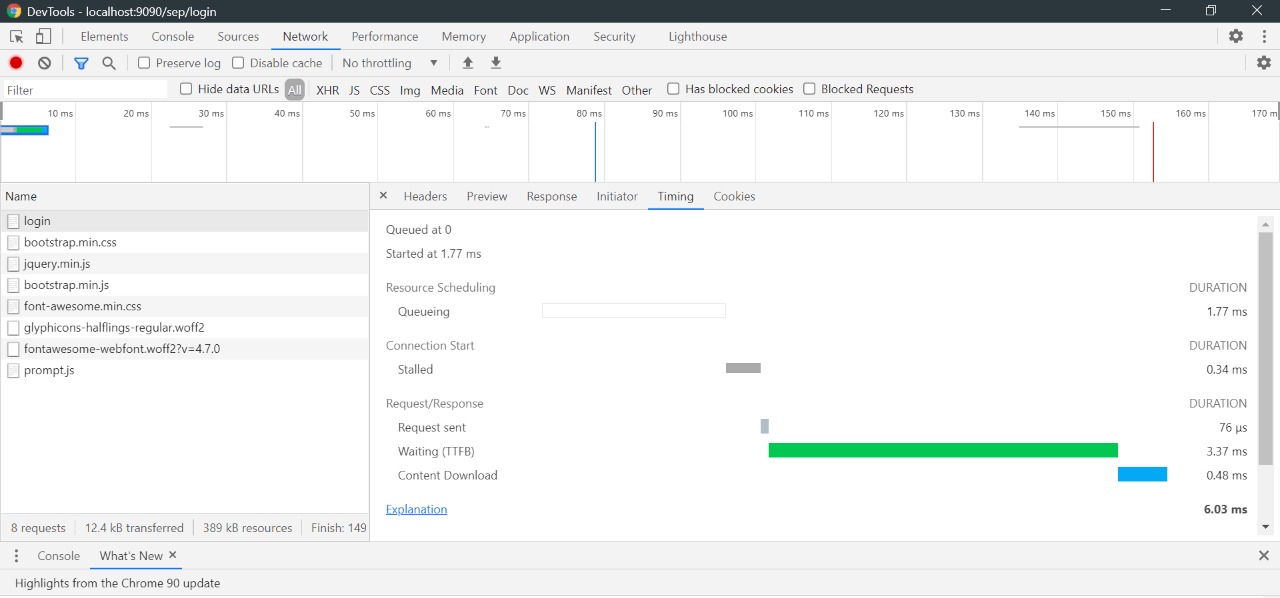 DevTools - localhost:9090/sep/login
Elements Console Sources Network Performance Memory Application Security Lighthouse
Preserve log Disable cache No throttling
Filter Hide data URLs All XHR JS CSS Img Media Font Doc WS Manifest Other Has blocked cookies Blocked Requests
10 ms 20 ms 30 ms 40 ms 50 ms 60 ms 70 ms 80 ms 90 ms 100 ms 110 ms 120 ms 130 ms 140 ms 150 ms 160 ms 170 m
Name
login
bootstrap.min.css
jquery.min.js
bootstrap.min.js
font-awesome.min.css
glyphicons-halflings-regular.woff2
fontawesome-webfont.woff2?v=4.7.0
prompt.js
8 requests 12.4 kB transferred 389 kB resources Finish: 149
Headers Preview Response Initiator Timing Cookies
Queued at 0
Started at 1.77 ms
Resource Scheduling DURATION
Queueing 1.77 ms
Connection Start DURATION
Stalled 0.34 ms
Request/Response DURATION
Request sent 76 μs
Waiting (TTFB) 3.37 ms
Content Download 0.48 ms
Explanation 6.03 ms
Console What's New
Highlights from the Chrome 90 update